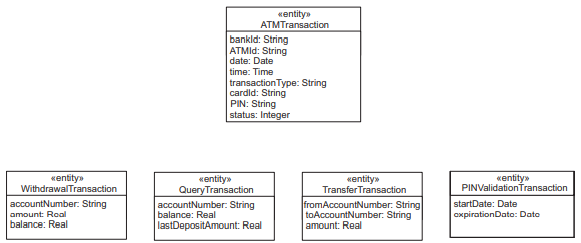 «entity»
ATMTransaction
bankId: String
ATMId: String
date: Date
time: Time
transactionType: String
cardId: String
PIN: String
status: Integer
«entity»
WithdrawalTransaction
accountNumber: String
amount: Real
balance: Real
«entity»
QueryTransaction
accountNumber: String
balance: Real
lastDepositAmount: Real
«entity»
TransferTransaction
fromAccountNumber: String
toAccountNumber: String
amount: Real
«entity»
PINValidationTransaction
startDate: Date
expirationDate: Date